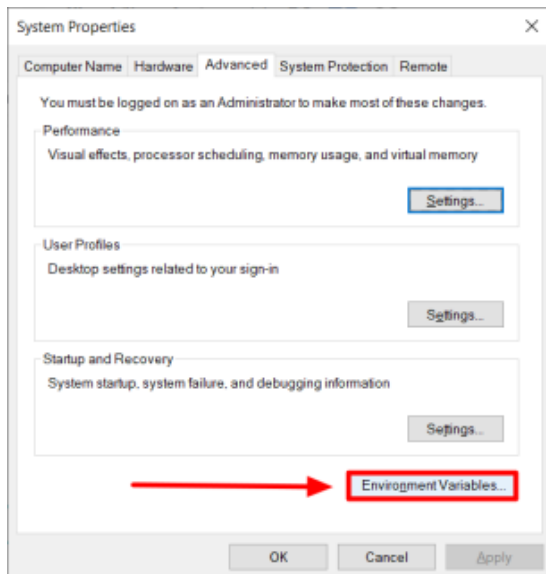 System Properties
Computer Name Hardware Advanced System Protection Remote
You must be logged on as an Administrator to make most of these changes.
Performance
Visual effects, processor scheduling, memory usage, and virtual memory
Settings...
User Profiles
Desktop settings related to your sign-in
Settings...
Startup and Recovery
System startup, system failure, and debugging information
Settings...
Environment Variables...
OK Cancel Apply